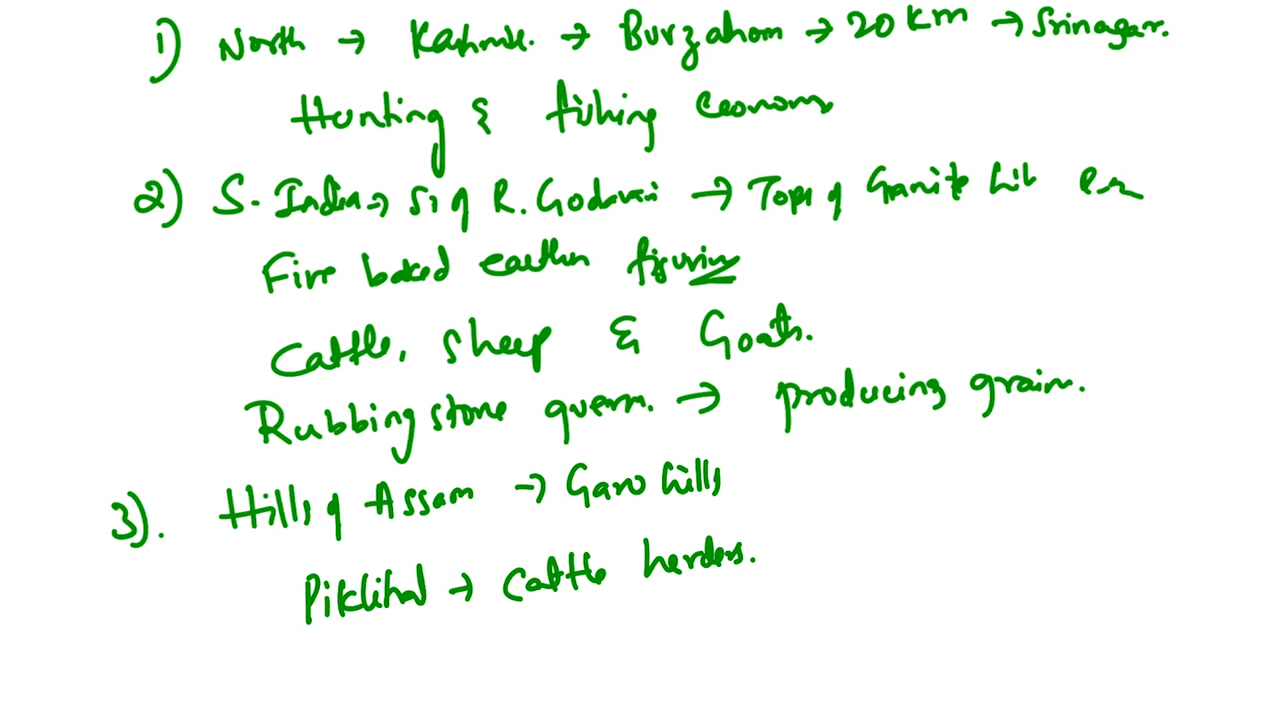 1) North → Kashmir. → Burzahom → 20 km → Srinagar.
Hunting & fishing economy
2) S. India → S. of R. Godavari → Tops of Granite hill
Fire baked earthen figurines
Cattle, sheep & Goats.
Rubbing stone quern. → producing grain.
3). Hills of Assam → Garo hills
Piklihal → Cattle herders.